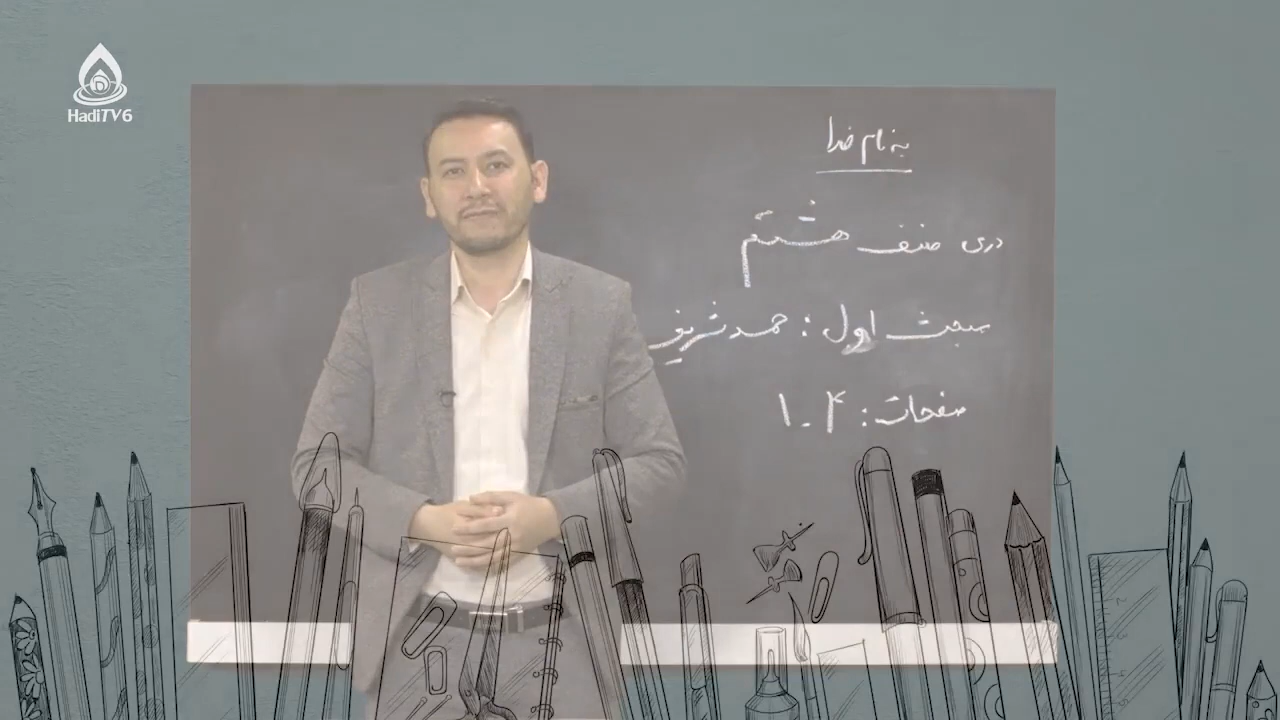 HadiTV6
به نام خدا
دری صنف هشتم
مبحث اول: حمد شریف
صفحات: ۴ - ۱